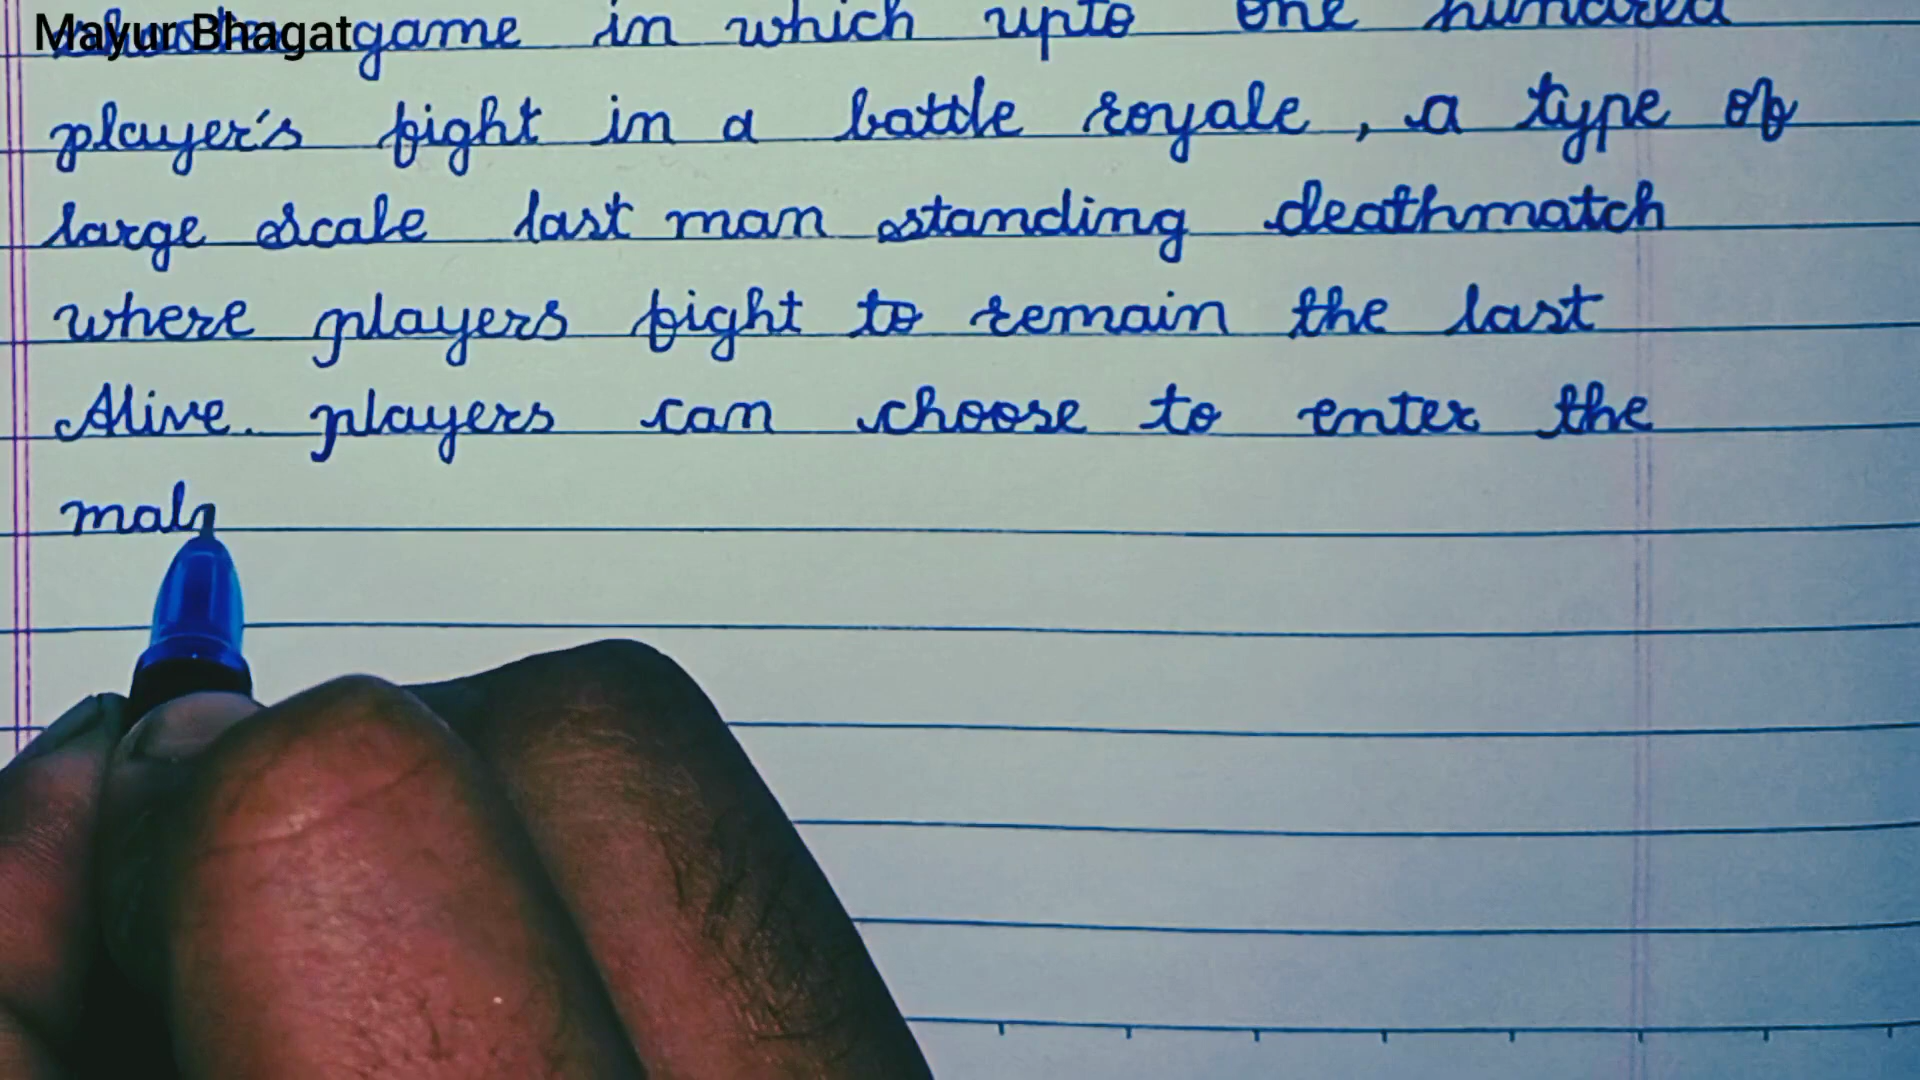 Mayur Bhagat game in which upto one hundred
player's fight in a battle royale, a type of
large scale last man standing deathmatch
where players fight to remain the last
Alive. players can choose to enter the